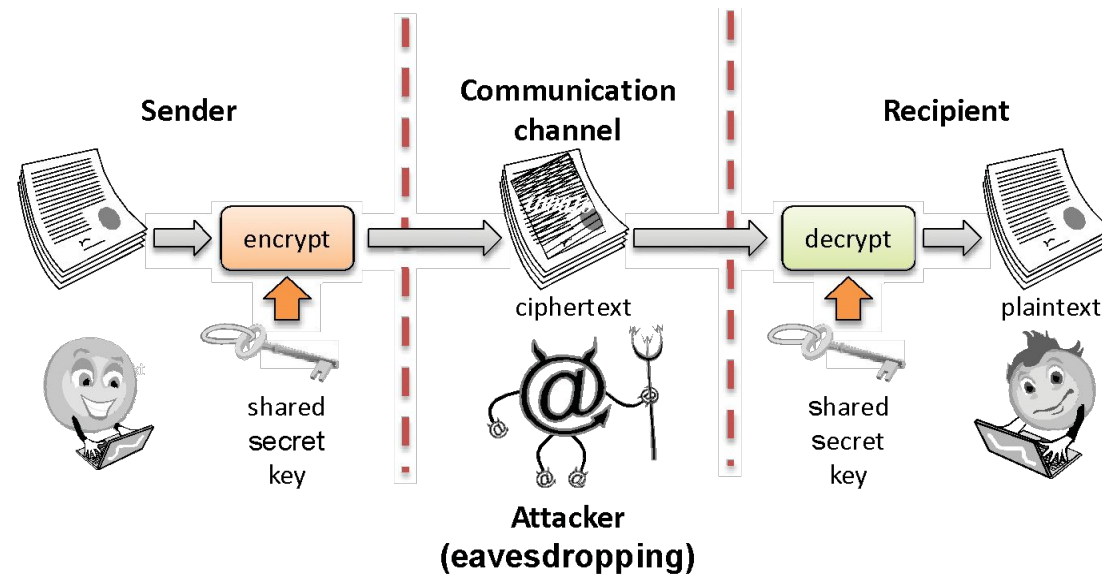 Sender
Communication
channel
Recipient
encrypt
decrypt
ciphertext
plaintext
shared
secret
key
@
@
@
@
@
shared
secret
key
Attacker
(eavesdropping)